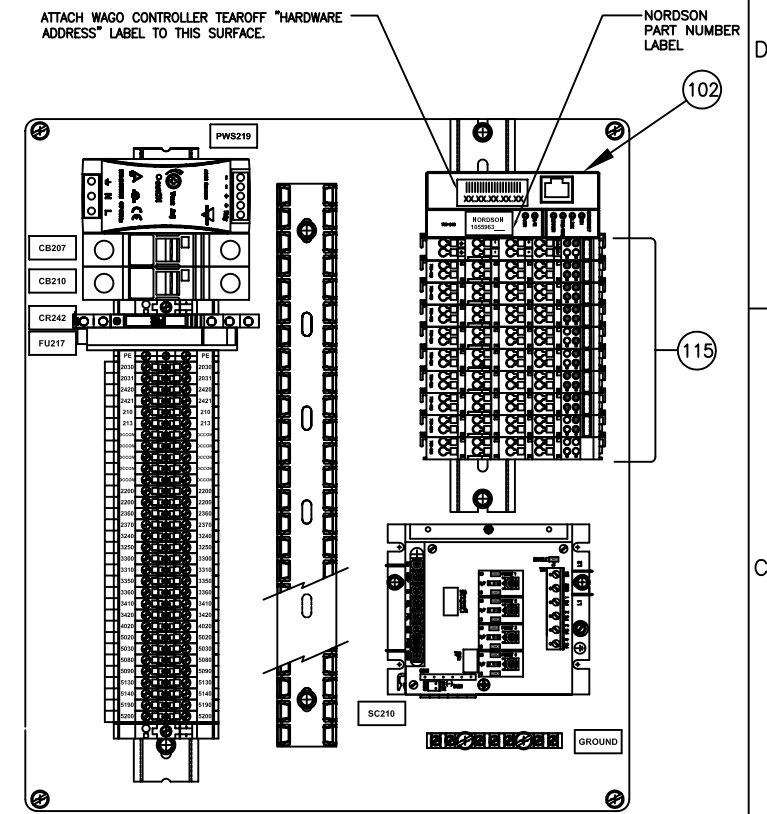 ATTACH WAGO CONTROLLER TEAROFF "HARDWARE
ADDRESS" LABEL TO THIS SURFACE.
NORDSON
PART NUMBER
LABEL
D
102
PWS219
XX.XX.XX.XX.XX
NORDSON
1055963___
CB207
CB210
CR242
FU217
115
PE PE
2030 2030
2031 2031
2420 2420
2421 2421
210 210
213 213
2200 2200
2200 2200
2360 2360
2370 2370
3240 3240
3250 3250
3300 3300
3310 3310
3350 3350
3360 3360
3410 3410
3420 3420
4020 4020
5020 5020
5030 5030
5080 5080
5090 5090
5130 5130
5140 5140
5190 5190
5200 5200
C
L2
L1
SC210
GROUND